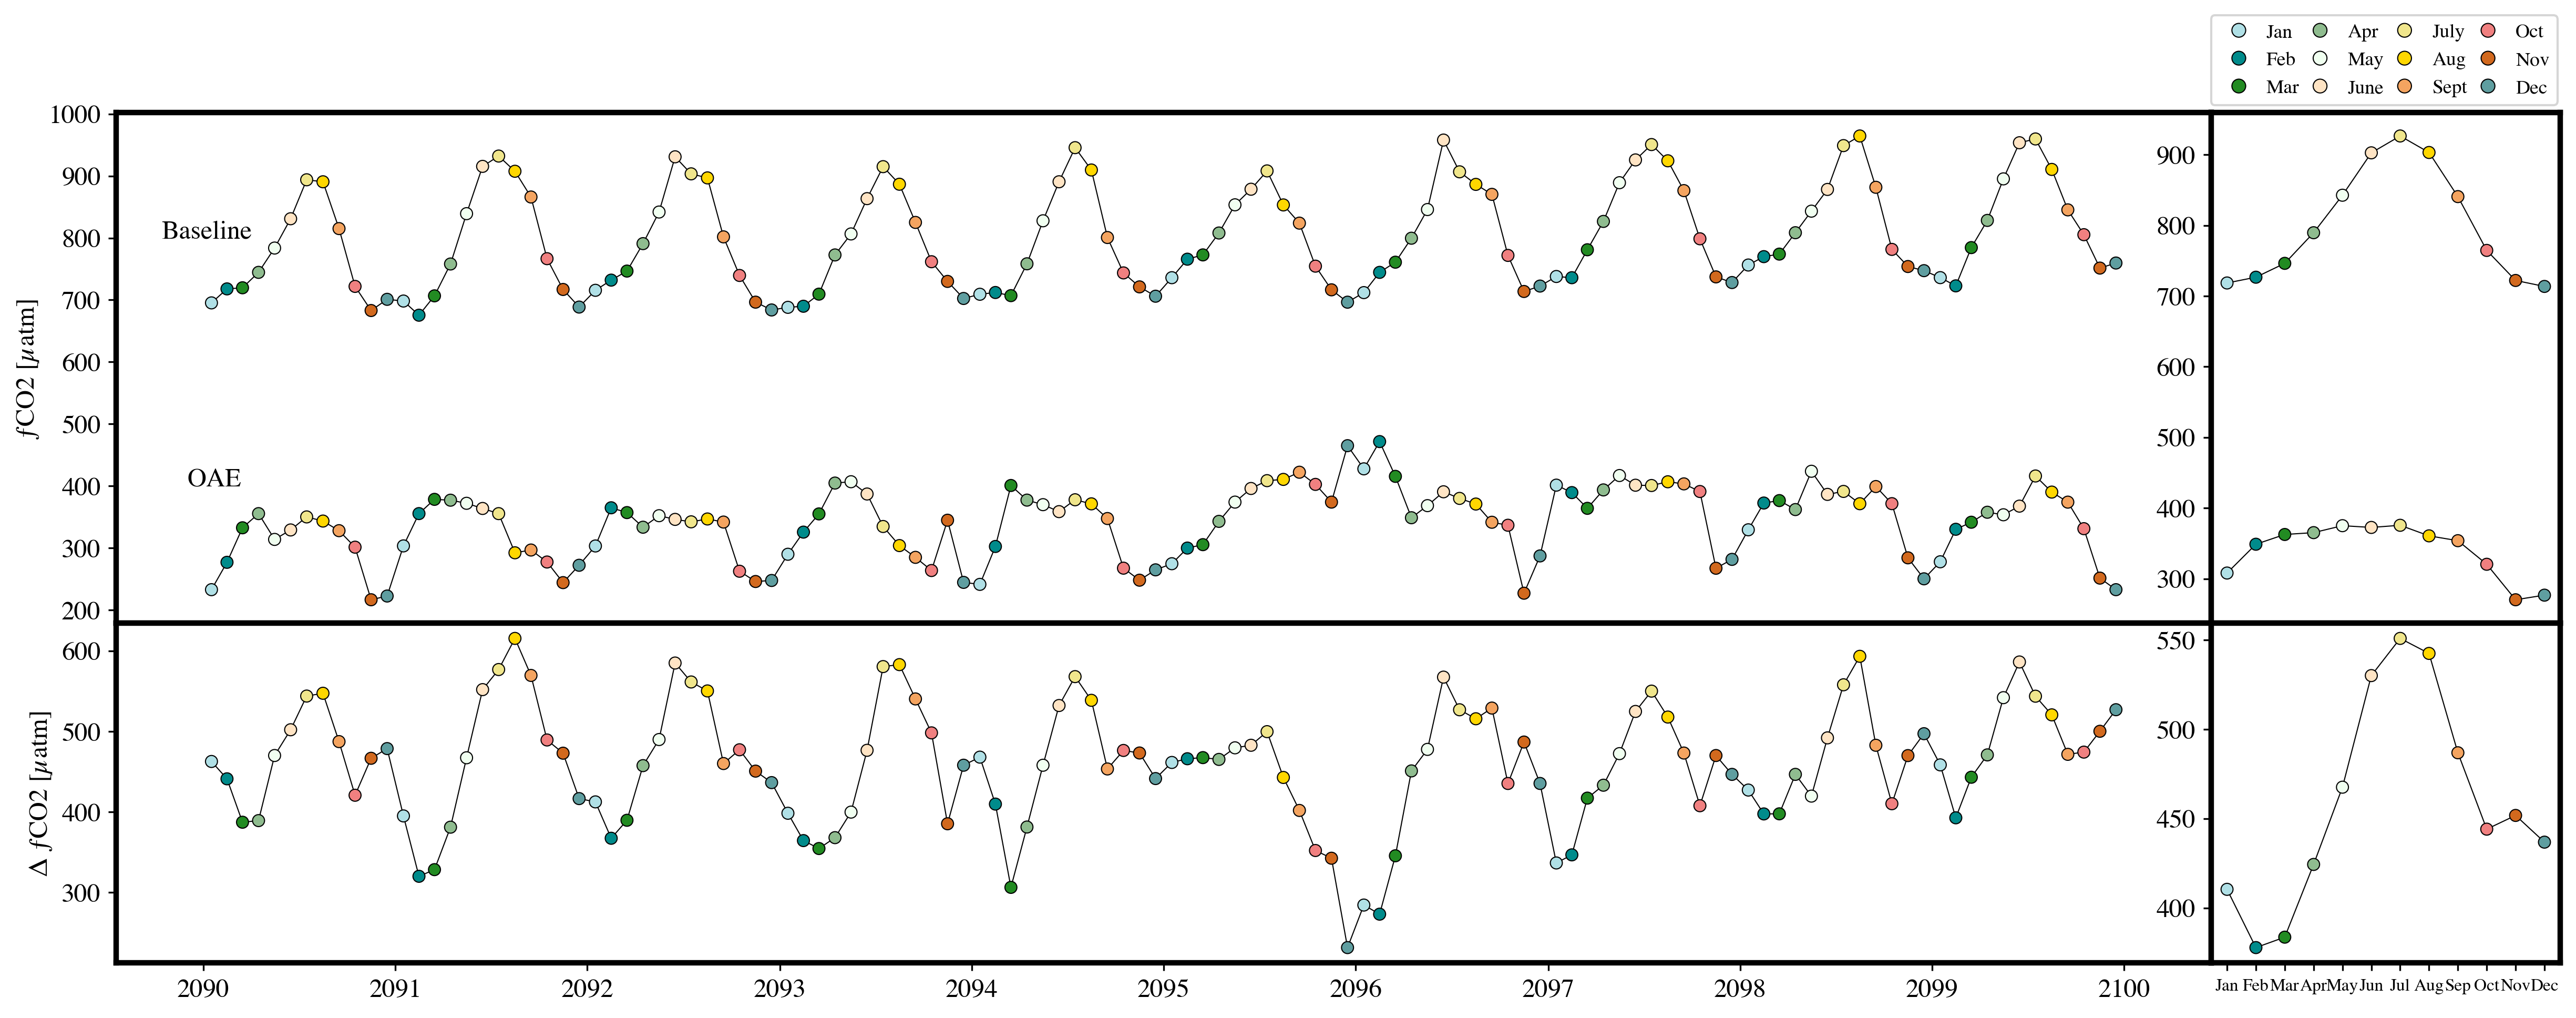 Jan Apr July Oct
Feb May Aug Nov
Mar June Sept Dec
1000
900
800
700
600
500
400
300
200
fCO2 [μatm]
Baseline
OAE
900
800
700
600
500
400
300
600
500
400
300
Δ fCO2 [μatm]
550
500
450
400
2090 2091 2092 2093 2094 2095 2096 2097 2098 2099 2100
Jan Feb Mar Apr May Jun Jul Aug Sep Oct Nov Dec